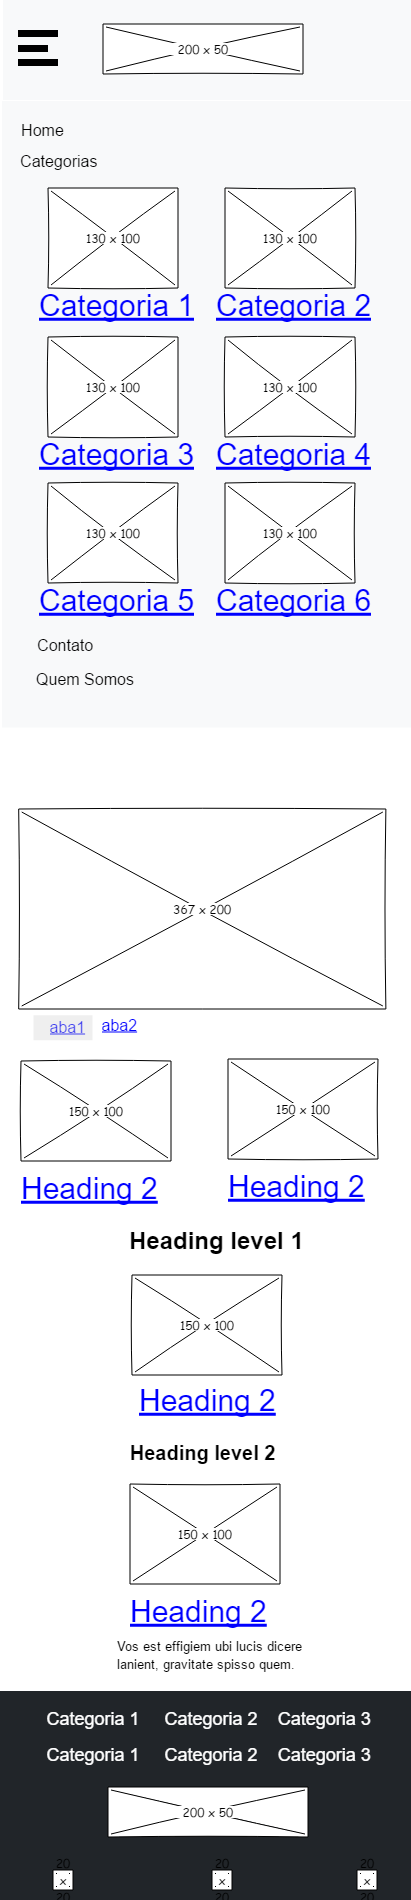 200 x 50
Home
Categorias
130 x 100
130 x 100
Categoria 1
Categoria 2
130 x 100
130 x 100
Categoria 3
Categoria 4
130 x 100
130 x 100
Categoria 5
Categoria 6
Contato
Quem Somos
367 x 200
aba1
aba2
150 x 100
150 x 100
Heading 2
Heading 2
Heading level 1
150 x 100
Heading 2
Heading level 2
150 x 100
Heading 2
Vos est effigiem ubi lucis dicere
lanient, gravitate spisso quem.
Categoria 1
Categoria 2
Categoria 3
Categoria 1
Categoria 2
Categoria 3
200 x 50
20
20
20
x
x
x
20
20
20